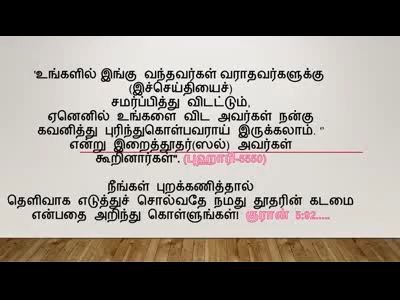 'உங்களில் இங்கு வந்தவர்கள் வராதவர்களுக்கு
(இச்செய்தியைச்)
சமர்ப்பித்து விடட்டும்,
ஏனெனில் உங்களை விட அவர்கள் நன்கு
கவனித்து புரிந்துகொள்பவராய் இருக்கலாம். "
என்று இறைத்தூதர்(ஸல்) அவர்கள்
கூறினார்கள்". (புஹாரி-5550)
நீங்கள் புறக்கணித்தால்
தெளிவாக எடுத்துச் சொல்வதே நமது தூதரின் கடமை
என்பதை அறிந்து கொள்ளுங்கள்! குரான் 5:92.....